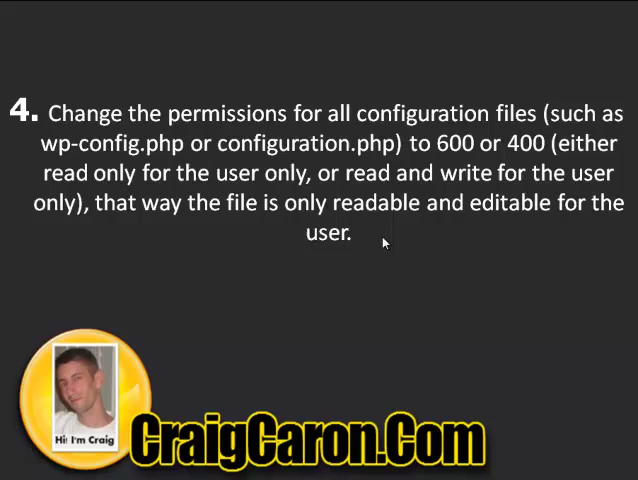 4. Change the permissions for all configuration files (such as
wp-config.php or configuration.php) to 600 or 400 (either
read only for the user only, or read and write for the user
only), that way the file is only readable and editable for the
user.
Hi! I'm Craig
CraigCaron.Com